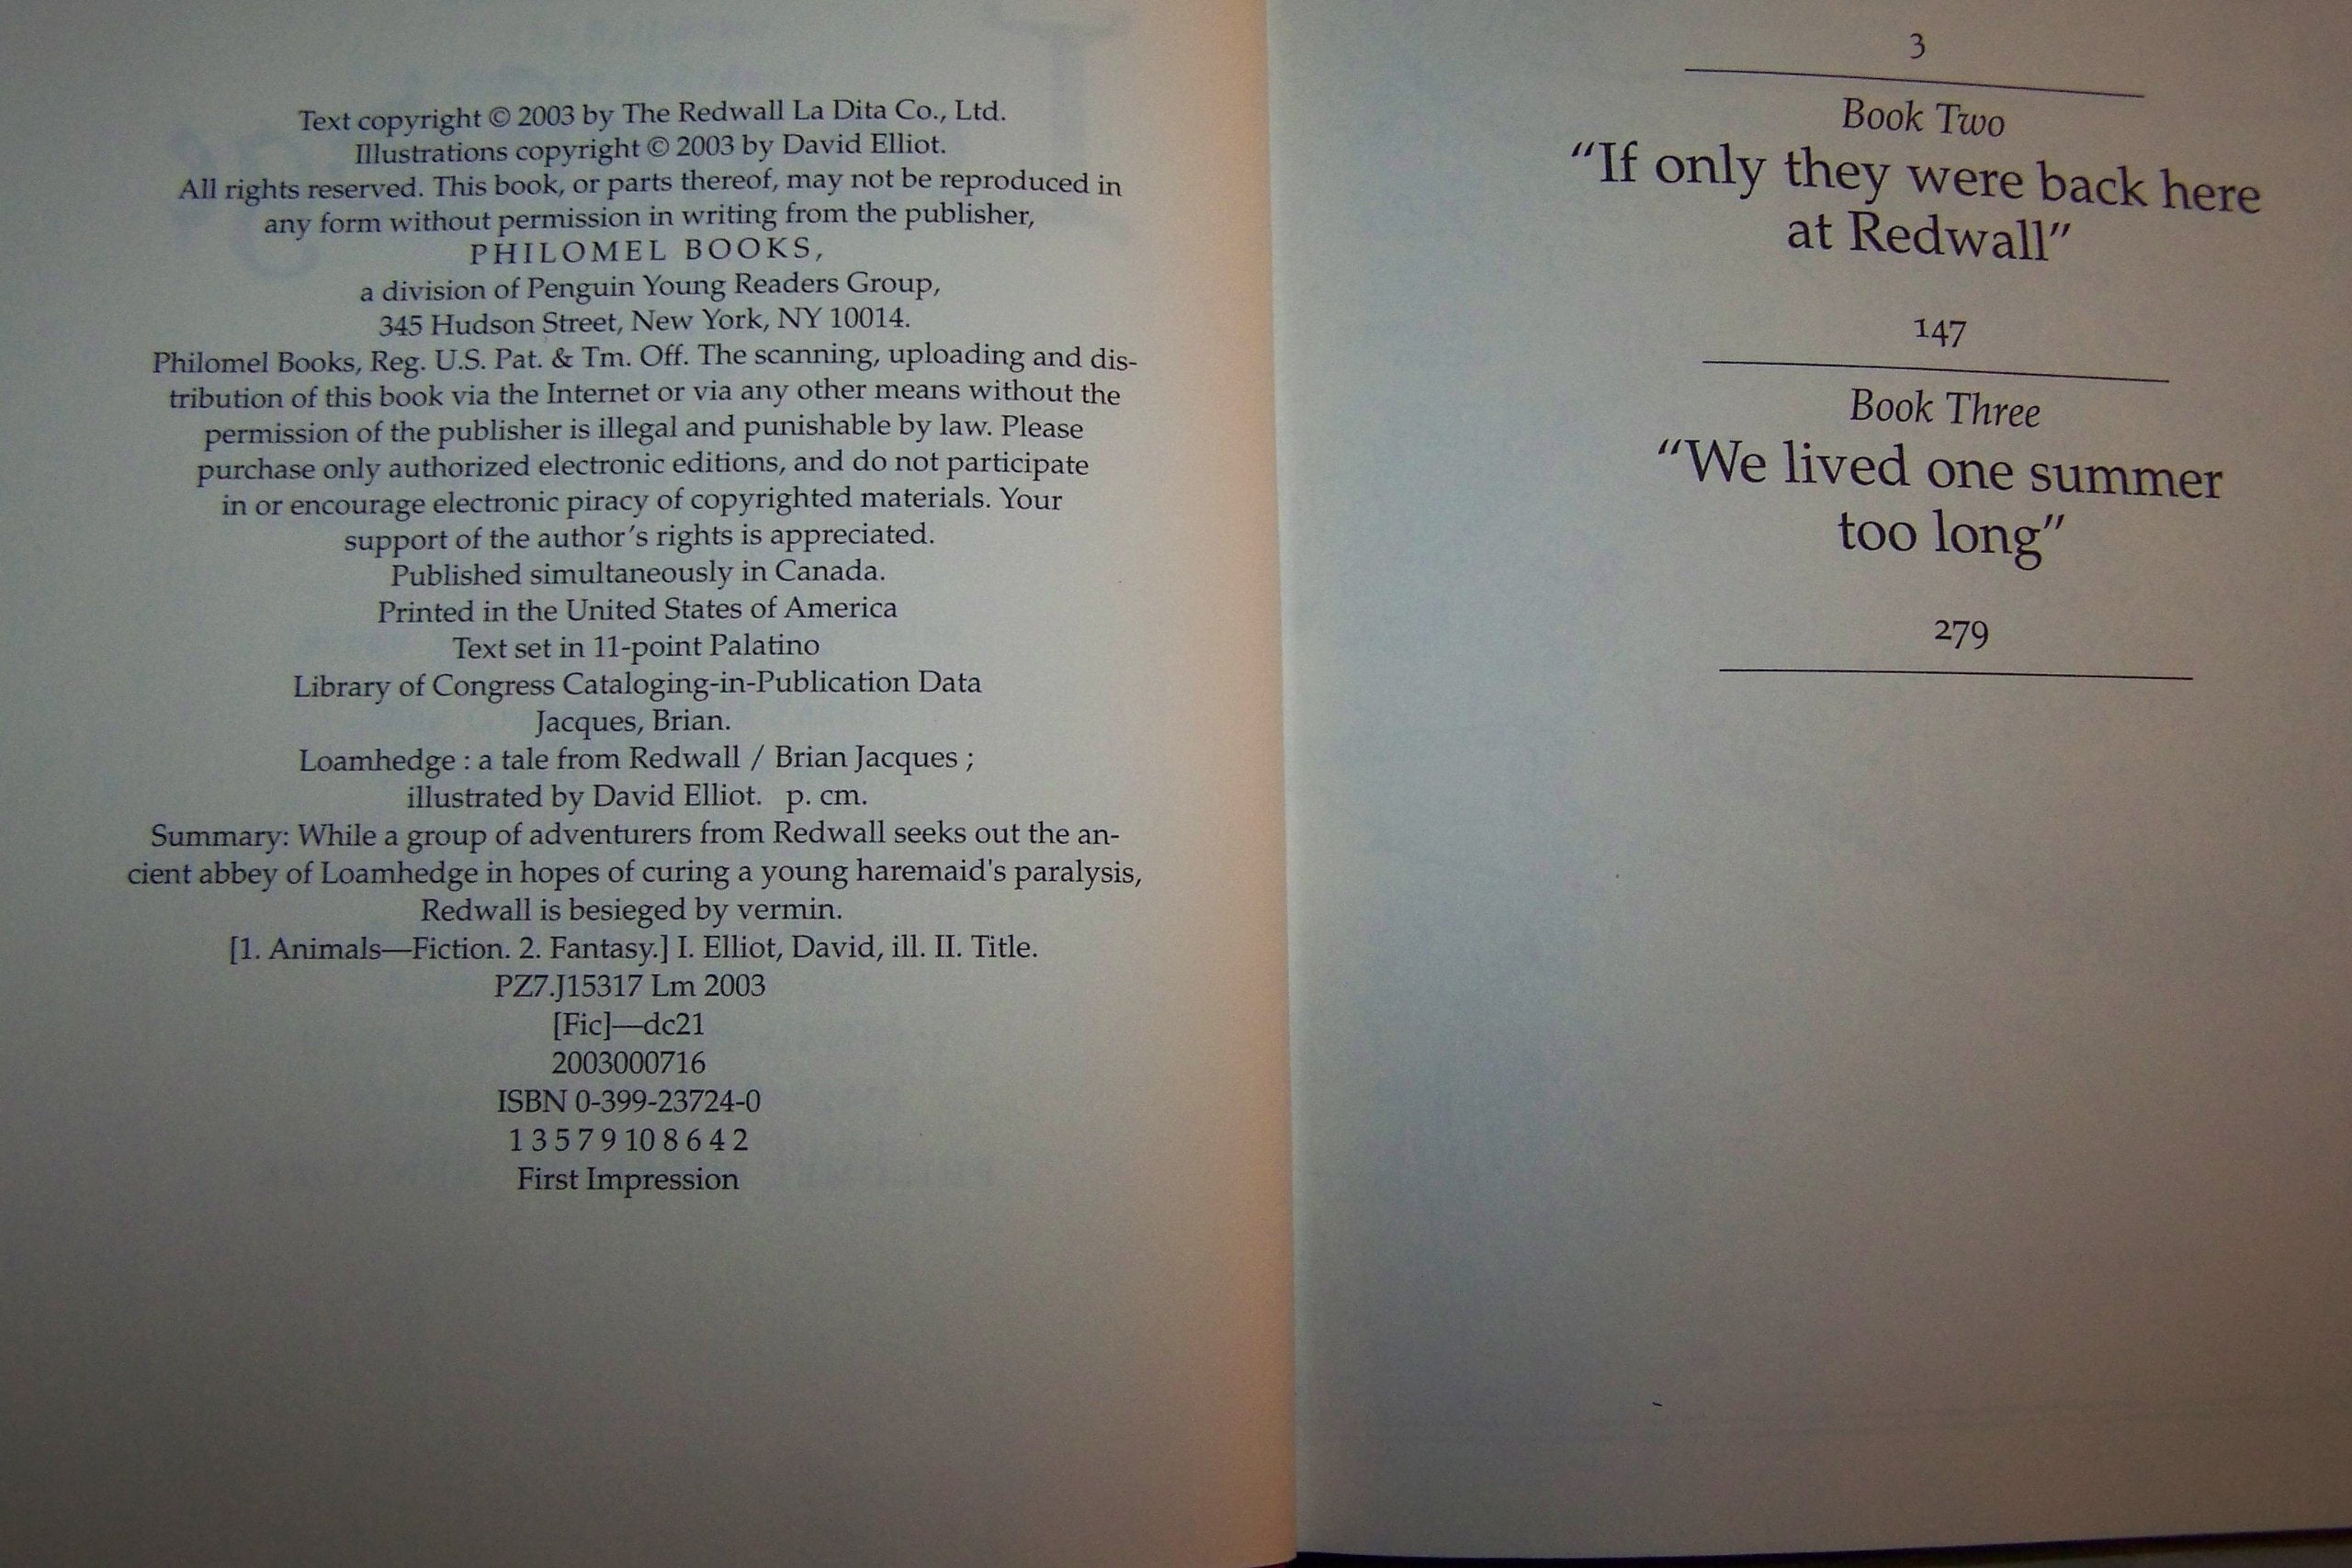 Text copyright © 2003 by The Redwall La Dita Co., Ltd.
Illustrations copyright © 2003 by David Elliot.
All rights reserved. This book, or parts thereof, may not be reproduced in
any form without permission in writing from the publisher,
PHILOMEL BOOKS,
a division of Penguin Young Readers Group,
345 Hudson Street, New York, NY 10014.
Philomel Books, Reg. U.S. Pat. & Tm. Off. The scanning, uploading and dis-
tribution of this book via the Internet or via any other means without the
permission of the publisher is illegal and punishable by law. Please
purchase only authorized electronic editions, and do not participate
in or encourage electronic piracy of copyrighted materials. Your
support of the author's rights is appreciated.
Published simultaneously in Canada.
Printed in the United States of America
Text set in 11-point Palatino
Library of Congress Cataloging-in-Publication Data
Jacques, Brian.
Loamhedge : a tale from Redwall / Brian Jacques ;
illustrated by David Elliot. p. cm.
Summary: While a group of adventurers from Redwall seeks out the an-
cient abbey of Loamhedge in hopes of curing a young haremaid's paralysis,
Redwall is besieged by vermin.
[1. Animals—Fiction. 2. Fantasy.] I. Elliot, David, ill. II. Title.
PZ7.J15317 Lm 2003
[Fic]—dc21
2003000716
ISBN 0-399-23724-0
1 3 5 7 9 10 8 6 4 2
First Impression
3
Book Two
“If only they were back here
at Redwall”
147
Book Three
“We lived one summer
too long”
279